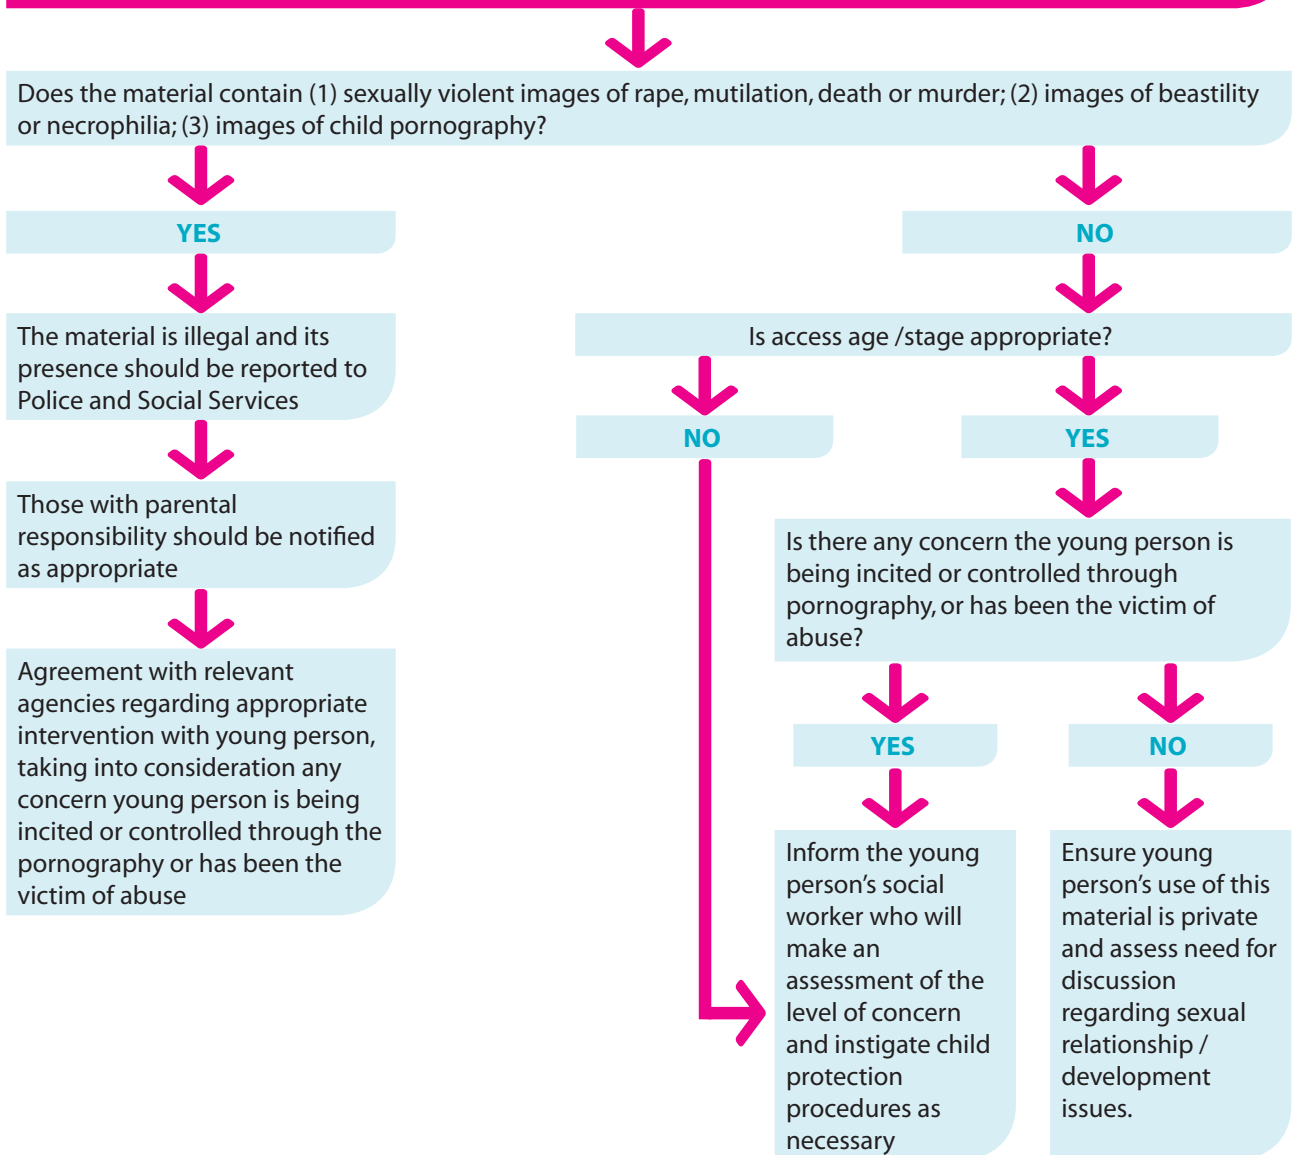 Does the material contain (1) sexually violent images of rape, mutilation, death or murder; (2) images of beastility
or necrophilia; (3) images of child pornography?
YES
NO
The material is illegal and its
presence should be reported to
Police and Social Services
Is access age /stage appropriate?
NO
YES
Those with parental
responsibility should be notified
as appropriate
Is there any concern the young person is
being incited or controlled through
pornography, or has been the victim of
abuse?
Agreement with relevant
agencies regarding appropriate
intervention with young person,
taking into consideration any
concern young person is being
incited or controlled through the
pornography or has been the
victim of abuse
YES
NO
Inform the young
person's social
worker who will
make an
assessment of the
level of concern
and instigate child
protection
procedures as
necessary
Ensure young
person's use of this
material is private
and assess need for
discussion
regarding sexual
relationship /
development
issues.